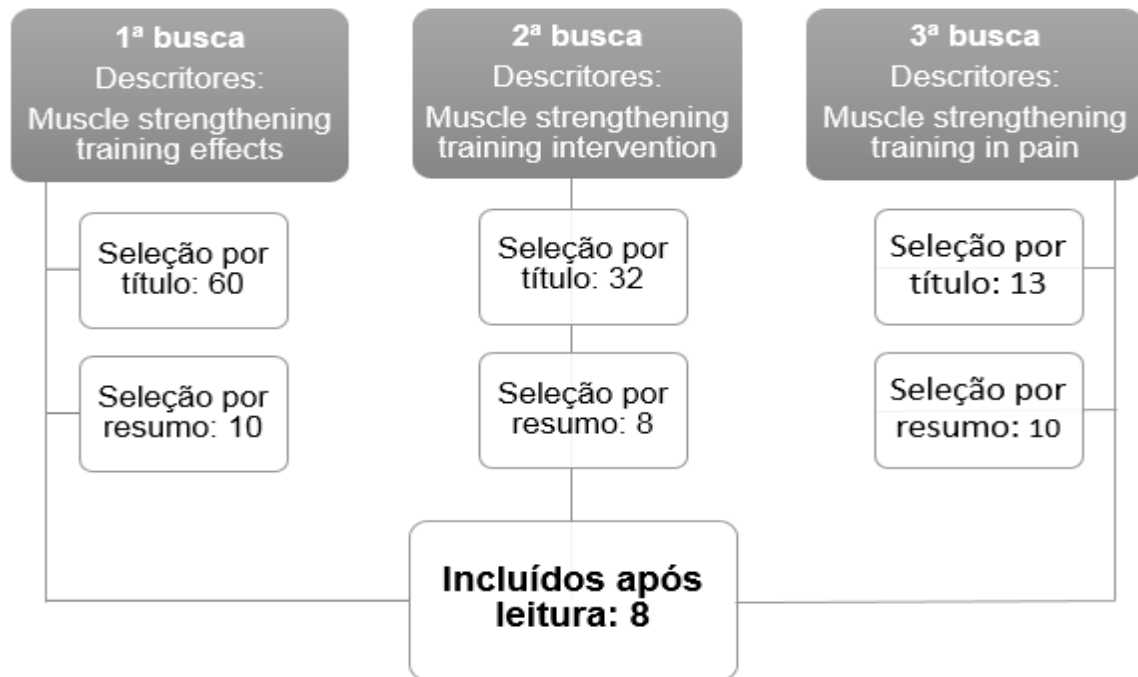 1ª busca
Descritores:
Muscle strengthening
training effects
Seleção por
título: 60
Seleção por
resumo: 10
2ª busca
Descritores:
Muscle strengthening
training intervention
Seleção por
título: 32
Seleção por
resumo: 8
3ª busca
Descritores:
Muscle strengthening
training in pain
Seleção por
título: 13
Seleção por
resumo: 10
Incluídos após
leitura: 8